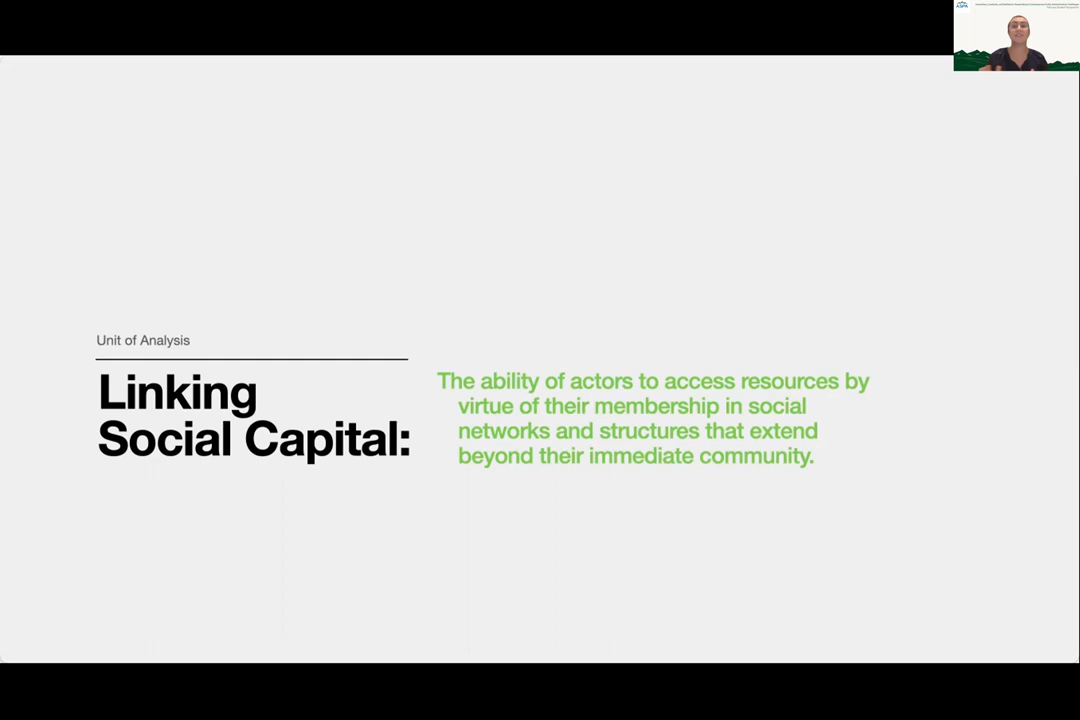 ASPA
Unit of Analysis
Linking
Social Capital:
The ability of actors to access resources by
virtue of their membership in social
networks and structures that extend
beyond their immediate community.